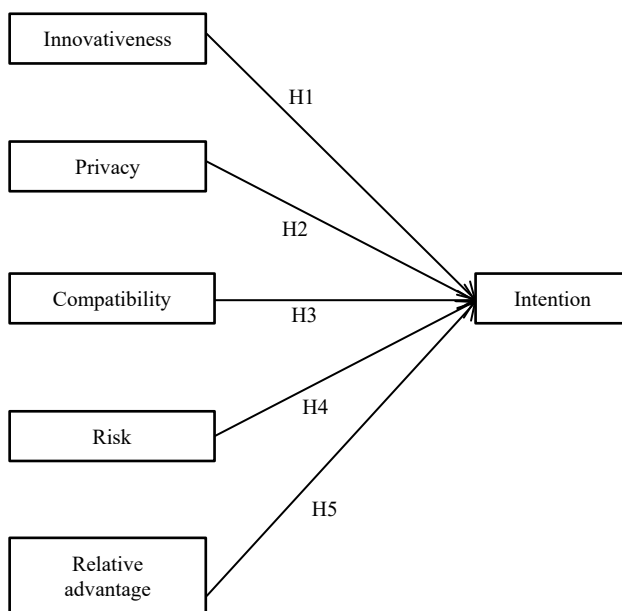 Innovativeness
H1
Privacy
H2
Compatibility
H3
Intention
H4
Risk
H5
Relative
advantage